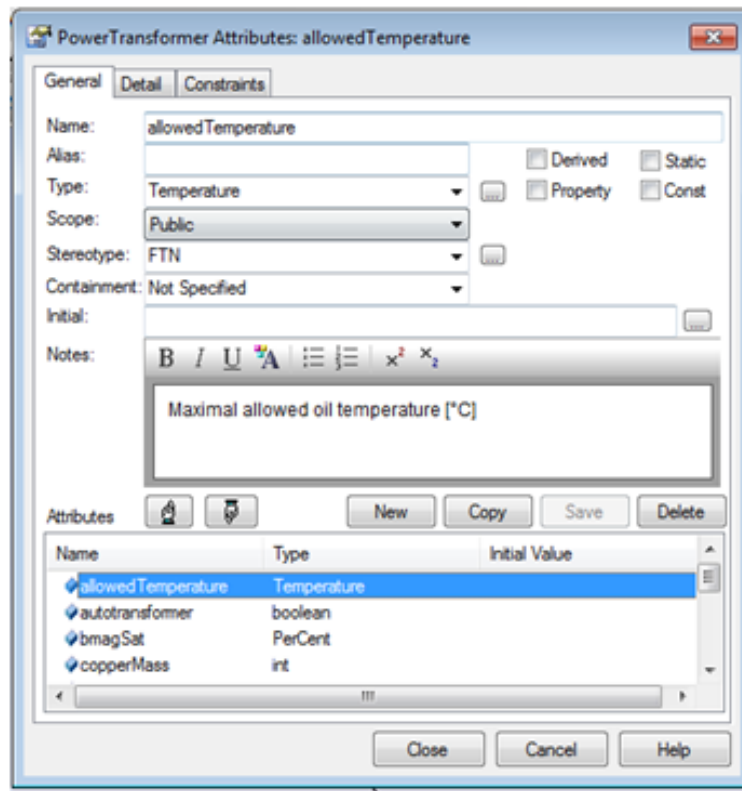 PowerTransformer Attributes: allowedTemperature
General Detail Constraints
Name: allowedTemperature
Alias: Derived Static
Type: Temperature ... Property Const
Scope: Public
Stereotype: FTN ...
Containment: Not Specified
Initial: ...
Notes: B I U A x² x₂
Maximal allowed oil temperature [°C]
Attributes New Copy Save Delete
Name Type Initial Value
allowedTemperature Temperature
autotransformer boolean
bmagSat PerCent
copperMass int
Close Cancel Help